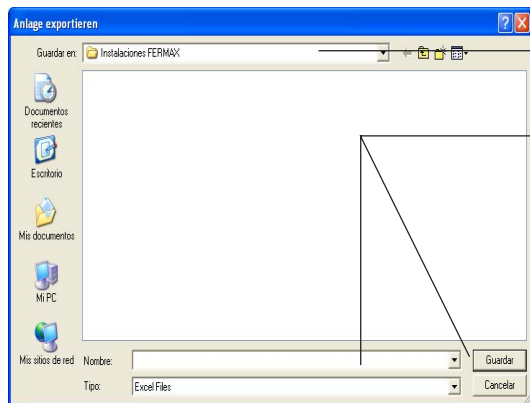 Anlage exportieren
Guardar en: Instalaciones FERMAX
Documentos
recientes
Escritorio
Mis documentos
Mi PC
Mis sitios de red
Nombre:
Guardar
Tipo: Excel Files
Cancelar